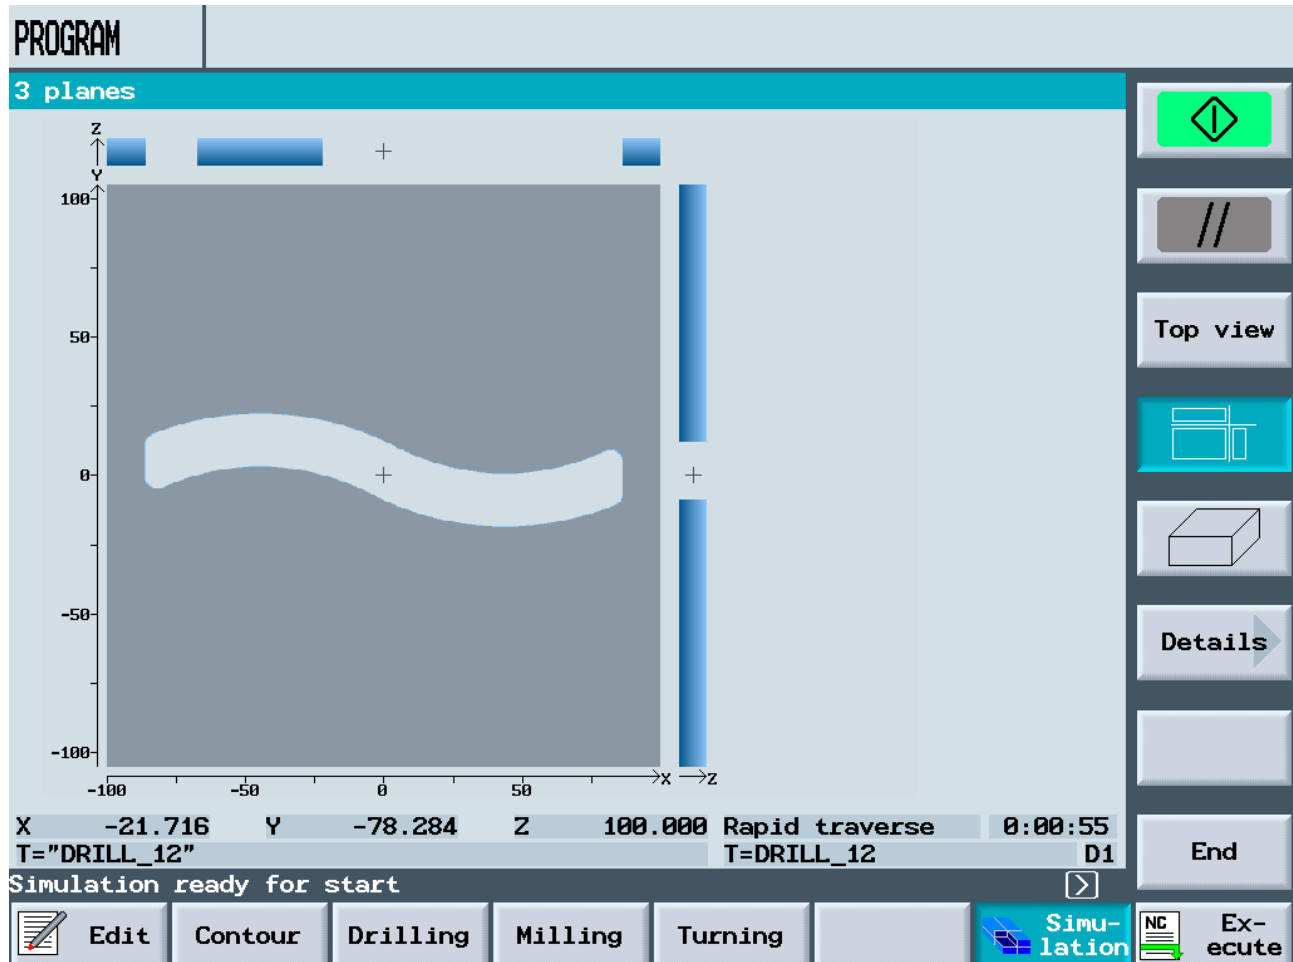 PROGRAM
3 planes
Z
Y
100
50
0
-50
-100
-100 -50 0 50
X Z
X -21.716 Y -78.284 Z 100.000 Rapid traverse 0:00:55
T="DRILL_12" T=DRILL_12 D1
Simulation ready for start
Top view
Details
End
Edit Contour Drilling Milling Turning
Simu-
lation
NC
Ex-
ecute